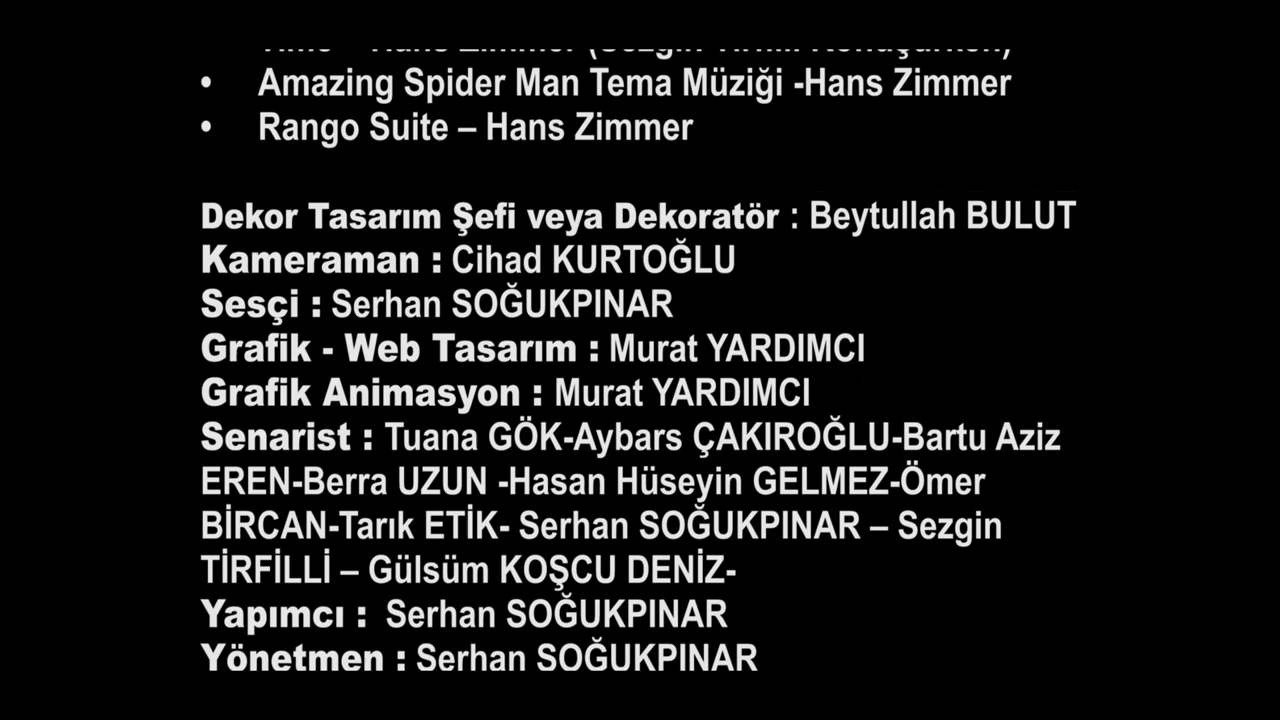 • Amazing Spider Man Tema Müziği -Hans Zimmer
• Rango Suite – Hans Zimmer
Dekor Tasarım Şefi veya Dekoratör : Beytullah BULUT
Kameraman : Cihad KURTOĞLU
Sesçi : Serhan SOĞUKPINAR
Grafik - Web Tasarım : Murat YARDIMCI
Grafik Animasyon : Murat YARDIMCI
Senarist : Tuana GÖK-Aybars ÇAKIROĞLU-Bartu Aziz
EREN-Berra UZUN -Hasan Hüseyin GELMEZ-Ömer
BİRCAN-Tarık ETİK- Serhan SOĞUKPINAR – Sezgin
TİRFİLLİ – Gülsüm KOŞCU DENİZ-
Yapımcı : Serhan SOĞUKPINAR
Yönetmen : Serhan SOĞUKPINAR